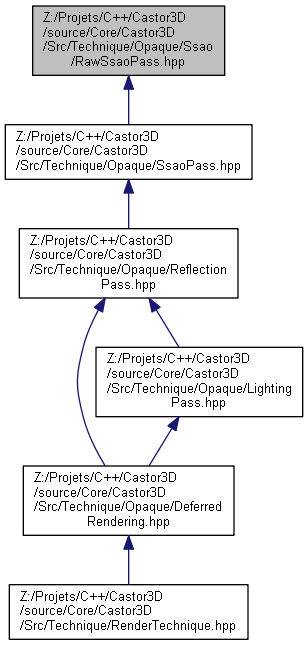 Z:/Projets/C++/Castor3D
/source/Core/Castor3D
/Src/Technique/Opaque/Ssao
/RawSsaoPass.hpp
Z:/Projets/C++/Castor3D
/source/Core/Castor3D
/Src/Technique/Opaque/SsaoPass.hpp
Z:/Projets/C++/Castor3D
/source/Core/Castor3D
/Src/Technique/Opaque/Reflection
Pass.hpp
Z:/Projets/C++/Castor3D
/source/Core/Castor3D
/Src/Technique/Opaque/Lighting
Pass.hpp
Z:/Projets/C++/Castor3D
/source/Core/Castor3D
/Src/Technique/Opaque/Deferred
Rendering.hpp
Z:/Projets/C++/Castor3D
/source/Core/Castor3D
/Src/Technique/RenderTechnique.hpp